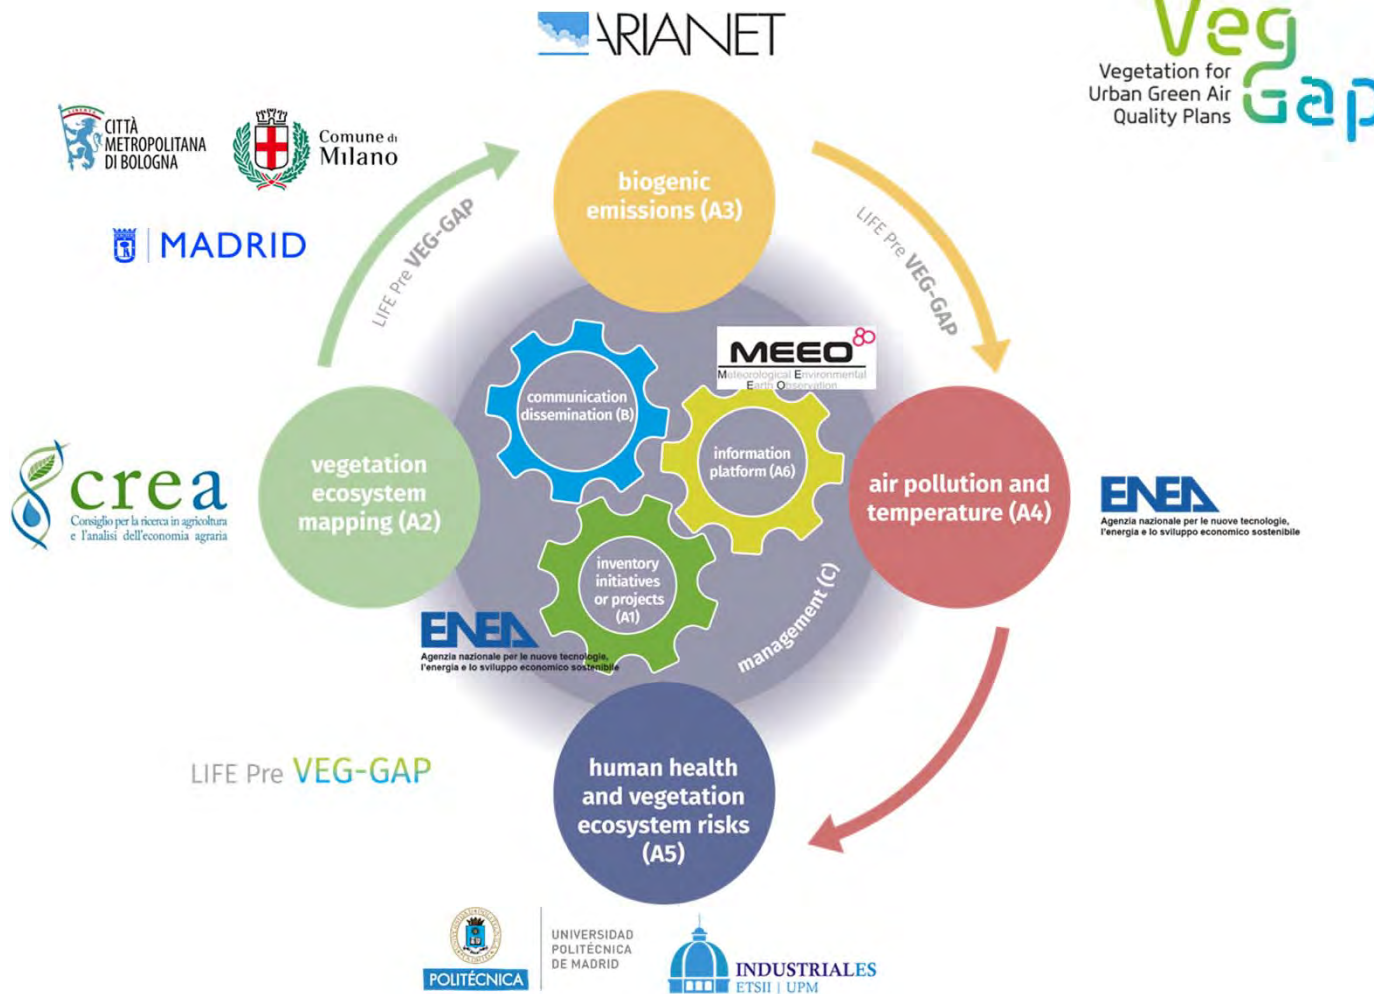 ARIANET
Veg
Gap
Vegetation for
Urban Green Air
Quality Plans
CITTÀ
METROPOLITANA
DI BOLOGNA
Comune di
Milano
MADRID
biogenic
emissions (A3)
LIFE Pre VEG-GAP
LIFE Pre VEG-GAP
MEEO
Meteorological Environmental
Earth Observation
communication
dissemination (B)
information
platform (A6)
vegetation
ecosystem
mapping (A2)
crea
Consiglio per la ricerca in agricoltura
e l'analisi dell'economia agraria
air pollution and
temperature (A4)
ENEA
Agenzia nazionale per le nuove tecnologie,
l'energia e lo sviluppo economico sostenibile
inventory
initiatives
or projects
(A1)
management (C)
ENEA
Agenzia nazionale per le nuove tecnologie,
l'energia e lo sviluppo economico sostenibile
LIFE Pre VEG-GAP
human health
and vegetation
ecosystem risks
(A5)
POLITÉCNICA
UNIVERSIDAD
POLITÉCNICA
DE MADRID
INDUSTRIALES
ETSII | UPM